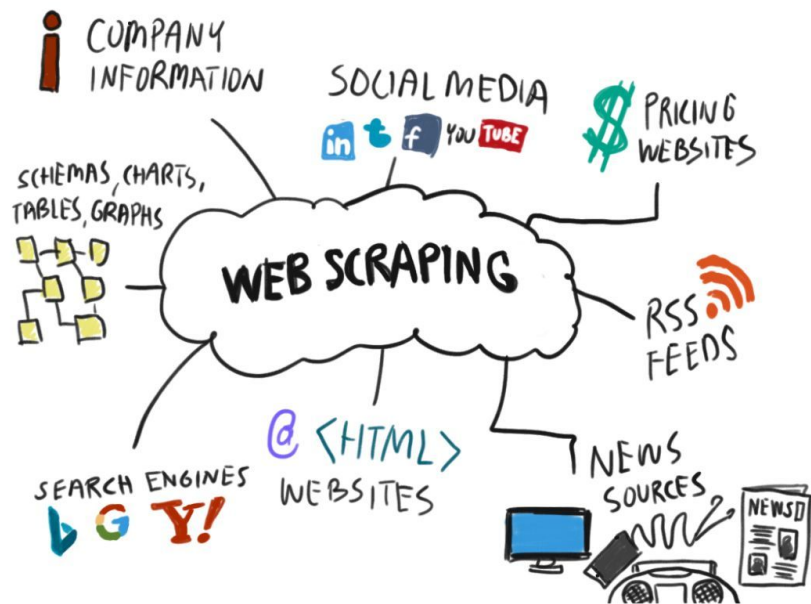 COMPANY
INFORMATION
SOCIAL MEDIA
in t f YOU TUBE
$ PRICING
WEBSITES
SCHEMAS, CHARTS,
TABLES, GRAPHS
WEB SCRAPING
RSS
FEEDS
@ <HTML>
WEBSITES
SEARCH ENGINES
b G Y!
NEWS
SOURCES
NEWS